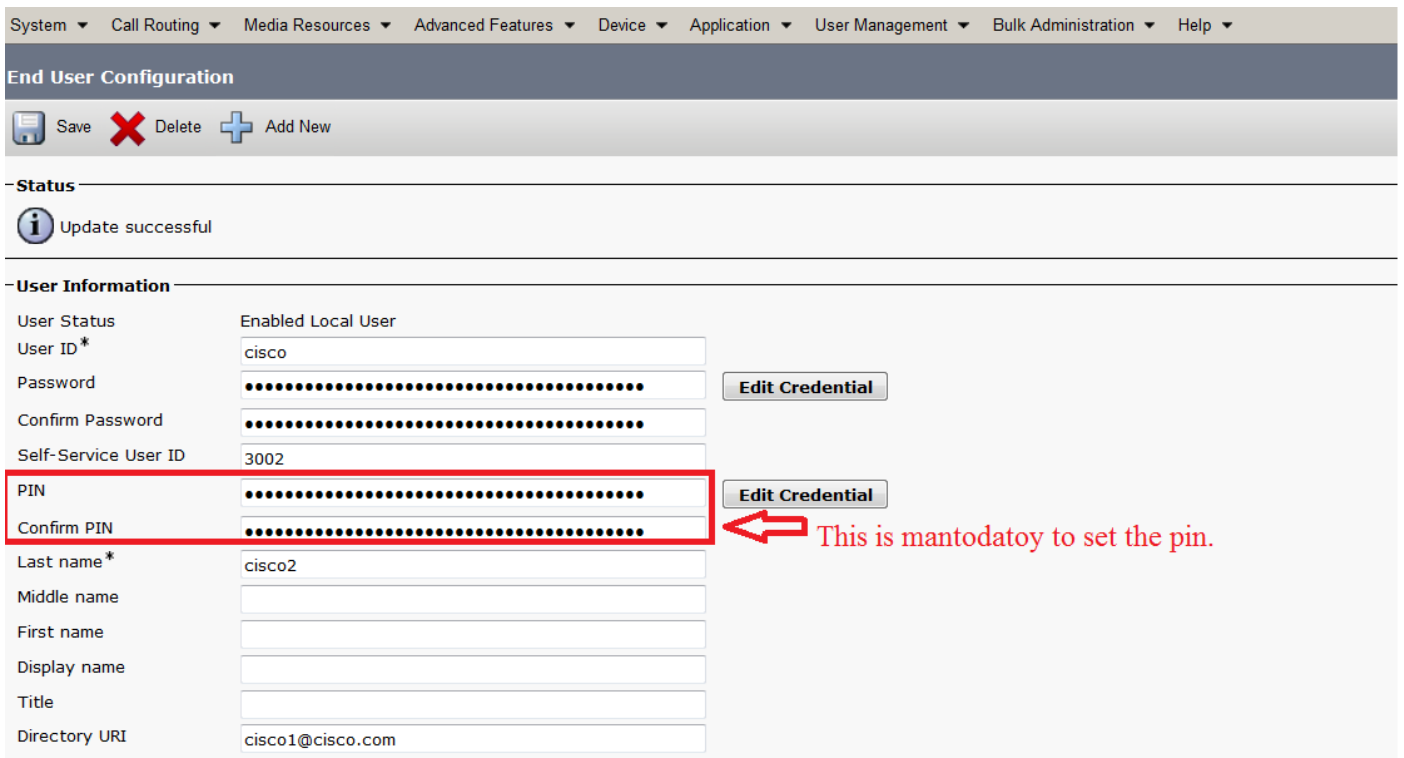 System Call Routing Media Resources Advanced Features Device Application User Management Bulk Administration Help
End User Configuration
Save Delete Add New
Status
i Update successful
User Information
User Status Enabled Local User
User ID* cisco
Password •••••••••••••••••••••••••••••••••••••••• Edit Credential
Confirm Password ••••••••••••••••••••••••••••••••••••••••
Self-Service User ID 3002
PIN •••••••••••••••••••••••••••••••••••••••• Edit Credential
Confirm PIN ••••••••••••••••••••••••••••••••••••••••
This is mantodatoy to set the pin.
Last name* cisco2
Middle name
First name
Display name
Title
Directory URI cisco1@cisco.com